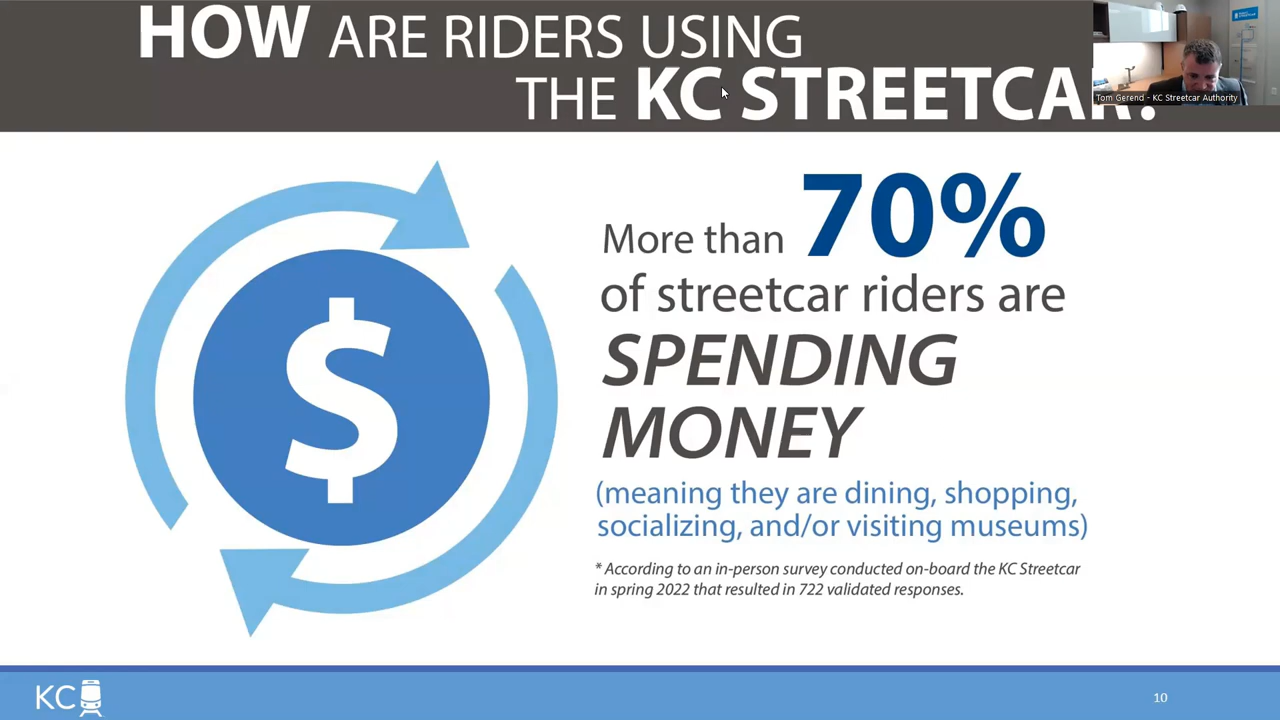 HOW ARE RIDERS USING
THE KC STREETCAR?
Tom Gerend - KC Streetcar Authority
$
More than 70%
of streetcar riders are
SPENDING
MONEY
(meaning they are dining, shopping,
socializing, and/or visiting museums)
* According to an in-person survey conducted on-board the KC Streetcar
in spring 2022 that resulted in 722 validated responses.
KC
10